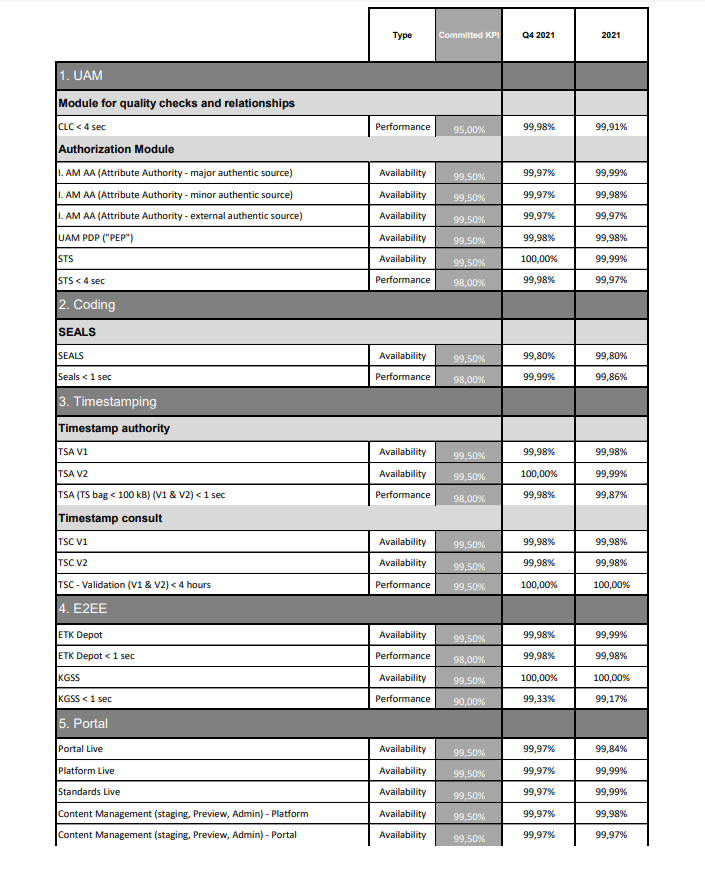 Type Committed KPI Q4 2021 2021
1. UAM
Module for quality checks and relationships
CLC < 4 sec Performance 95,00% 99,98% 99,91%
Authorization Module
I. AM AA (Attribute Authority - major authentic source) Availability 99,50% 99,97% 99,99%
I. AM AA (Attribute Authority - minor authentic source) Availability 99,50% 99,97% 99,98%
I. AM AA (Attribute Authority - external authentic source) Availability 99,50% 99,97% 99,97%
UAM PDP ("PEP") Availability 99,50% 99,98% 99,98%
STS Availability 99,50% 100,00% 99,99%
STS < 4 sec Performance 98,00% 99,98% 99,97%
2. Coding
SEALS
SEALS Availability 99,50% 99,80% 99,80%
Seals < 1 sec Performance 98,00% 99,99% 99,86%
3. Timestamping
Timestamp authority
TSA V1 Availability 99,50% 99,98% 99,98%
TSA V2 Availability 99,50% 100,00% 99,99%
TSA (TS bag < 100 kB) (V1 & V2) < 1 sec Performance 98,00% 99,98% 99,87%
Timestamp consult
TSC V1 Availability 99,50% 99,98% 99,98%
TSC V2 Availability 99,50% 99,98% 99,98%
TSC - Validation (V1 & V2) < 4 hours Performance 99,50% 100,00% 100,00%
4. E2EE
ETK Depot Availability 99,50% 99,98% 99,99%
ETK Depot < 1 sec Performance 98,00% 99,98% 99,98%
KGSS Availability 99,50% 100,00% 100,00%
KGSS < 1 sec Performance 90,00% 99,33% 99,17%
5. Portal
Portal Live Availability 99,50% 99,97% 99,84%
Platform Live Availability 99,50% 99,97% 99,99%
Standards Live Availability 99,50% 99,97% 99,99%
Content Management (staging, Preview, Admin) - Platform Availability 99,50% 99,97% 99,98%
Content Management (staging, Preview, Admin) - Portal Availability 99,50% 99,97% 99,97%